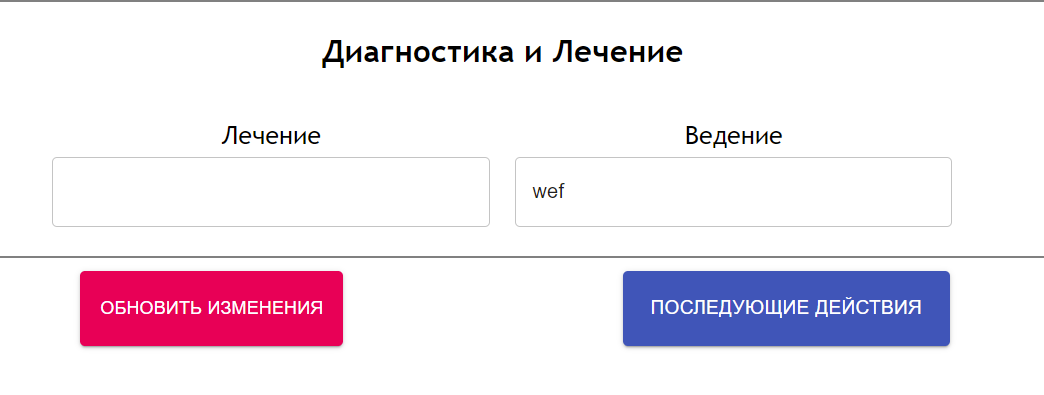 Диагностика и Лечение
Лечение
Ведение
wef
ОБНОВИТЬ ИЗМЕНЕНИЯ
ПОСЛЕДУЮЩИЕ ДЕЙСТВИЯ